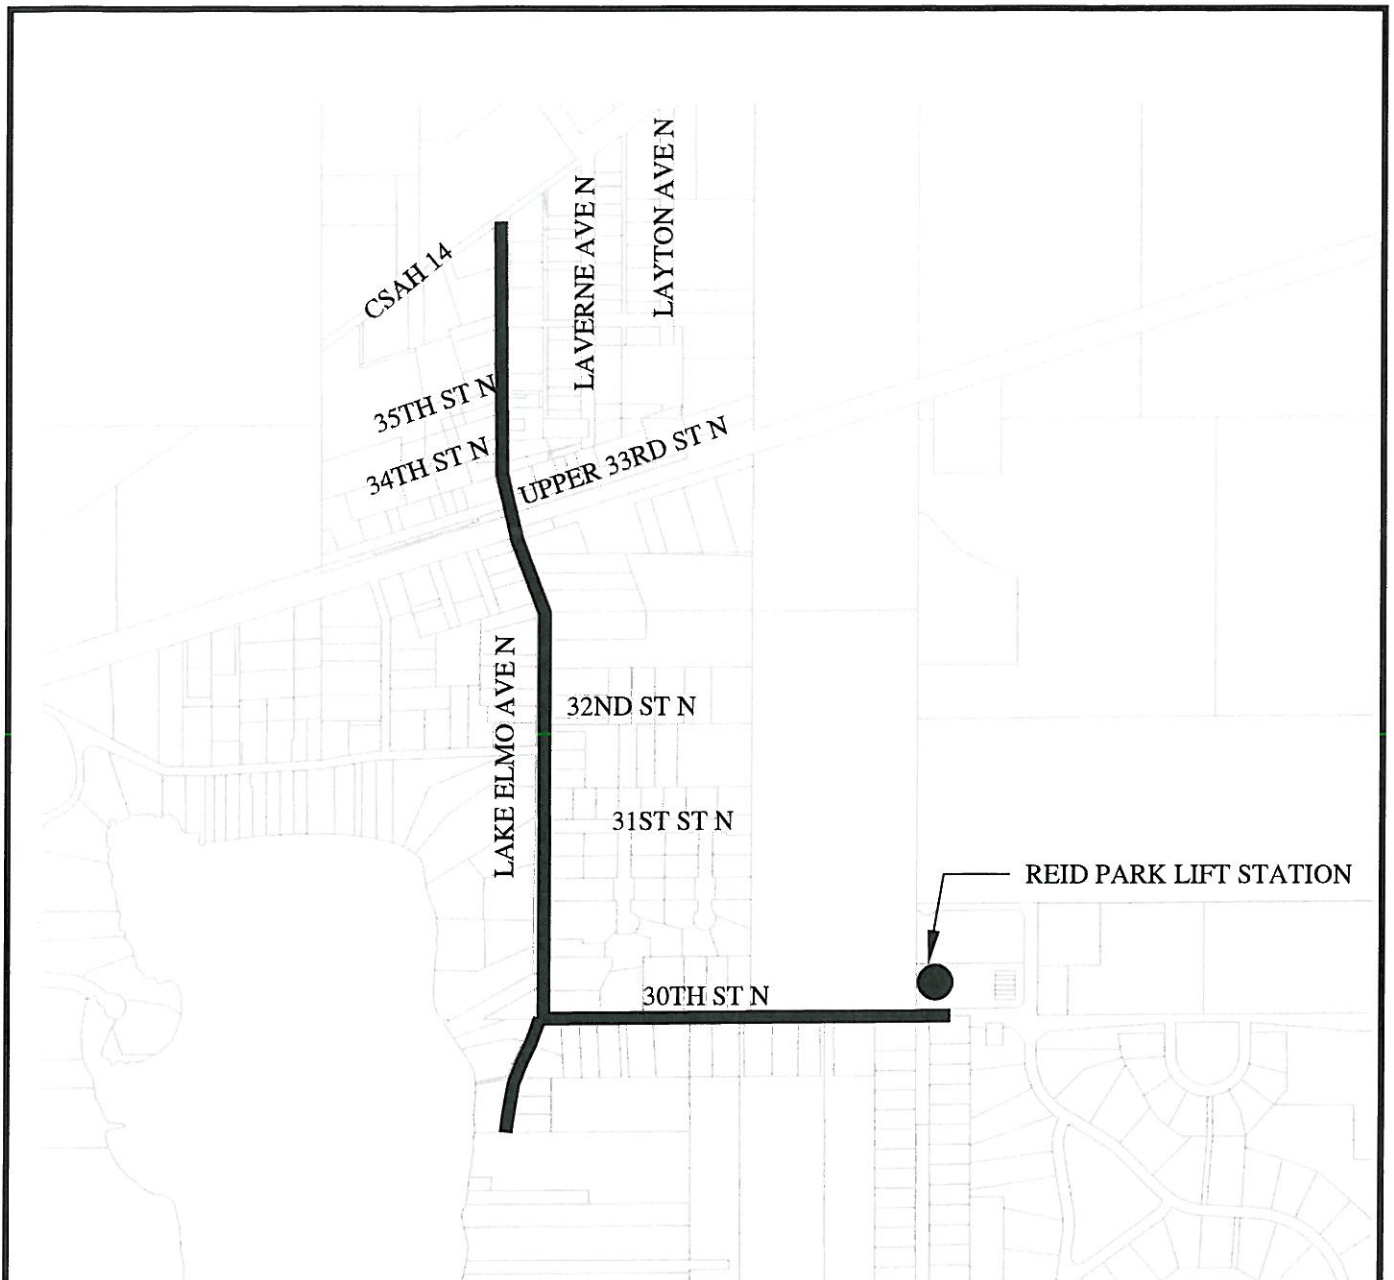 LAYTON AVE N
LAVERNE AVE N
CSAH 14
35TH ST N
34TH ST N
UPPER 33RD ST N
LAKE ELMO AVE N
32ND ST N
31ST ST N
REID PARK LIFT STATION
30TH ST N